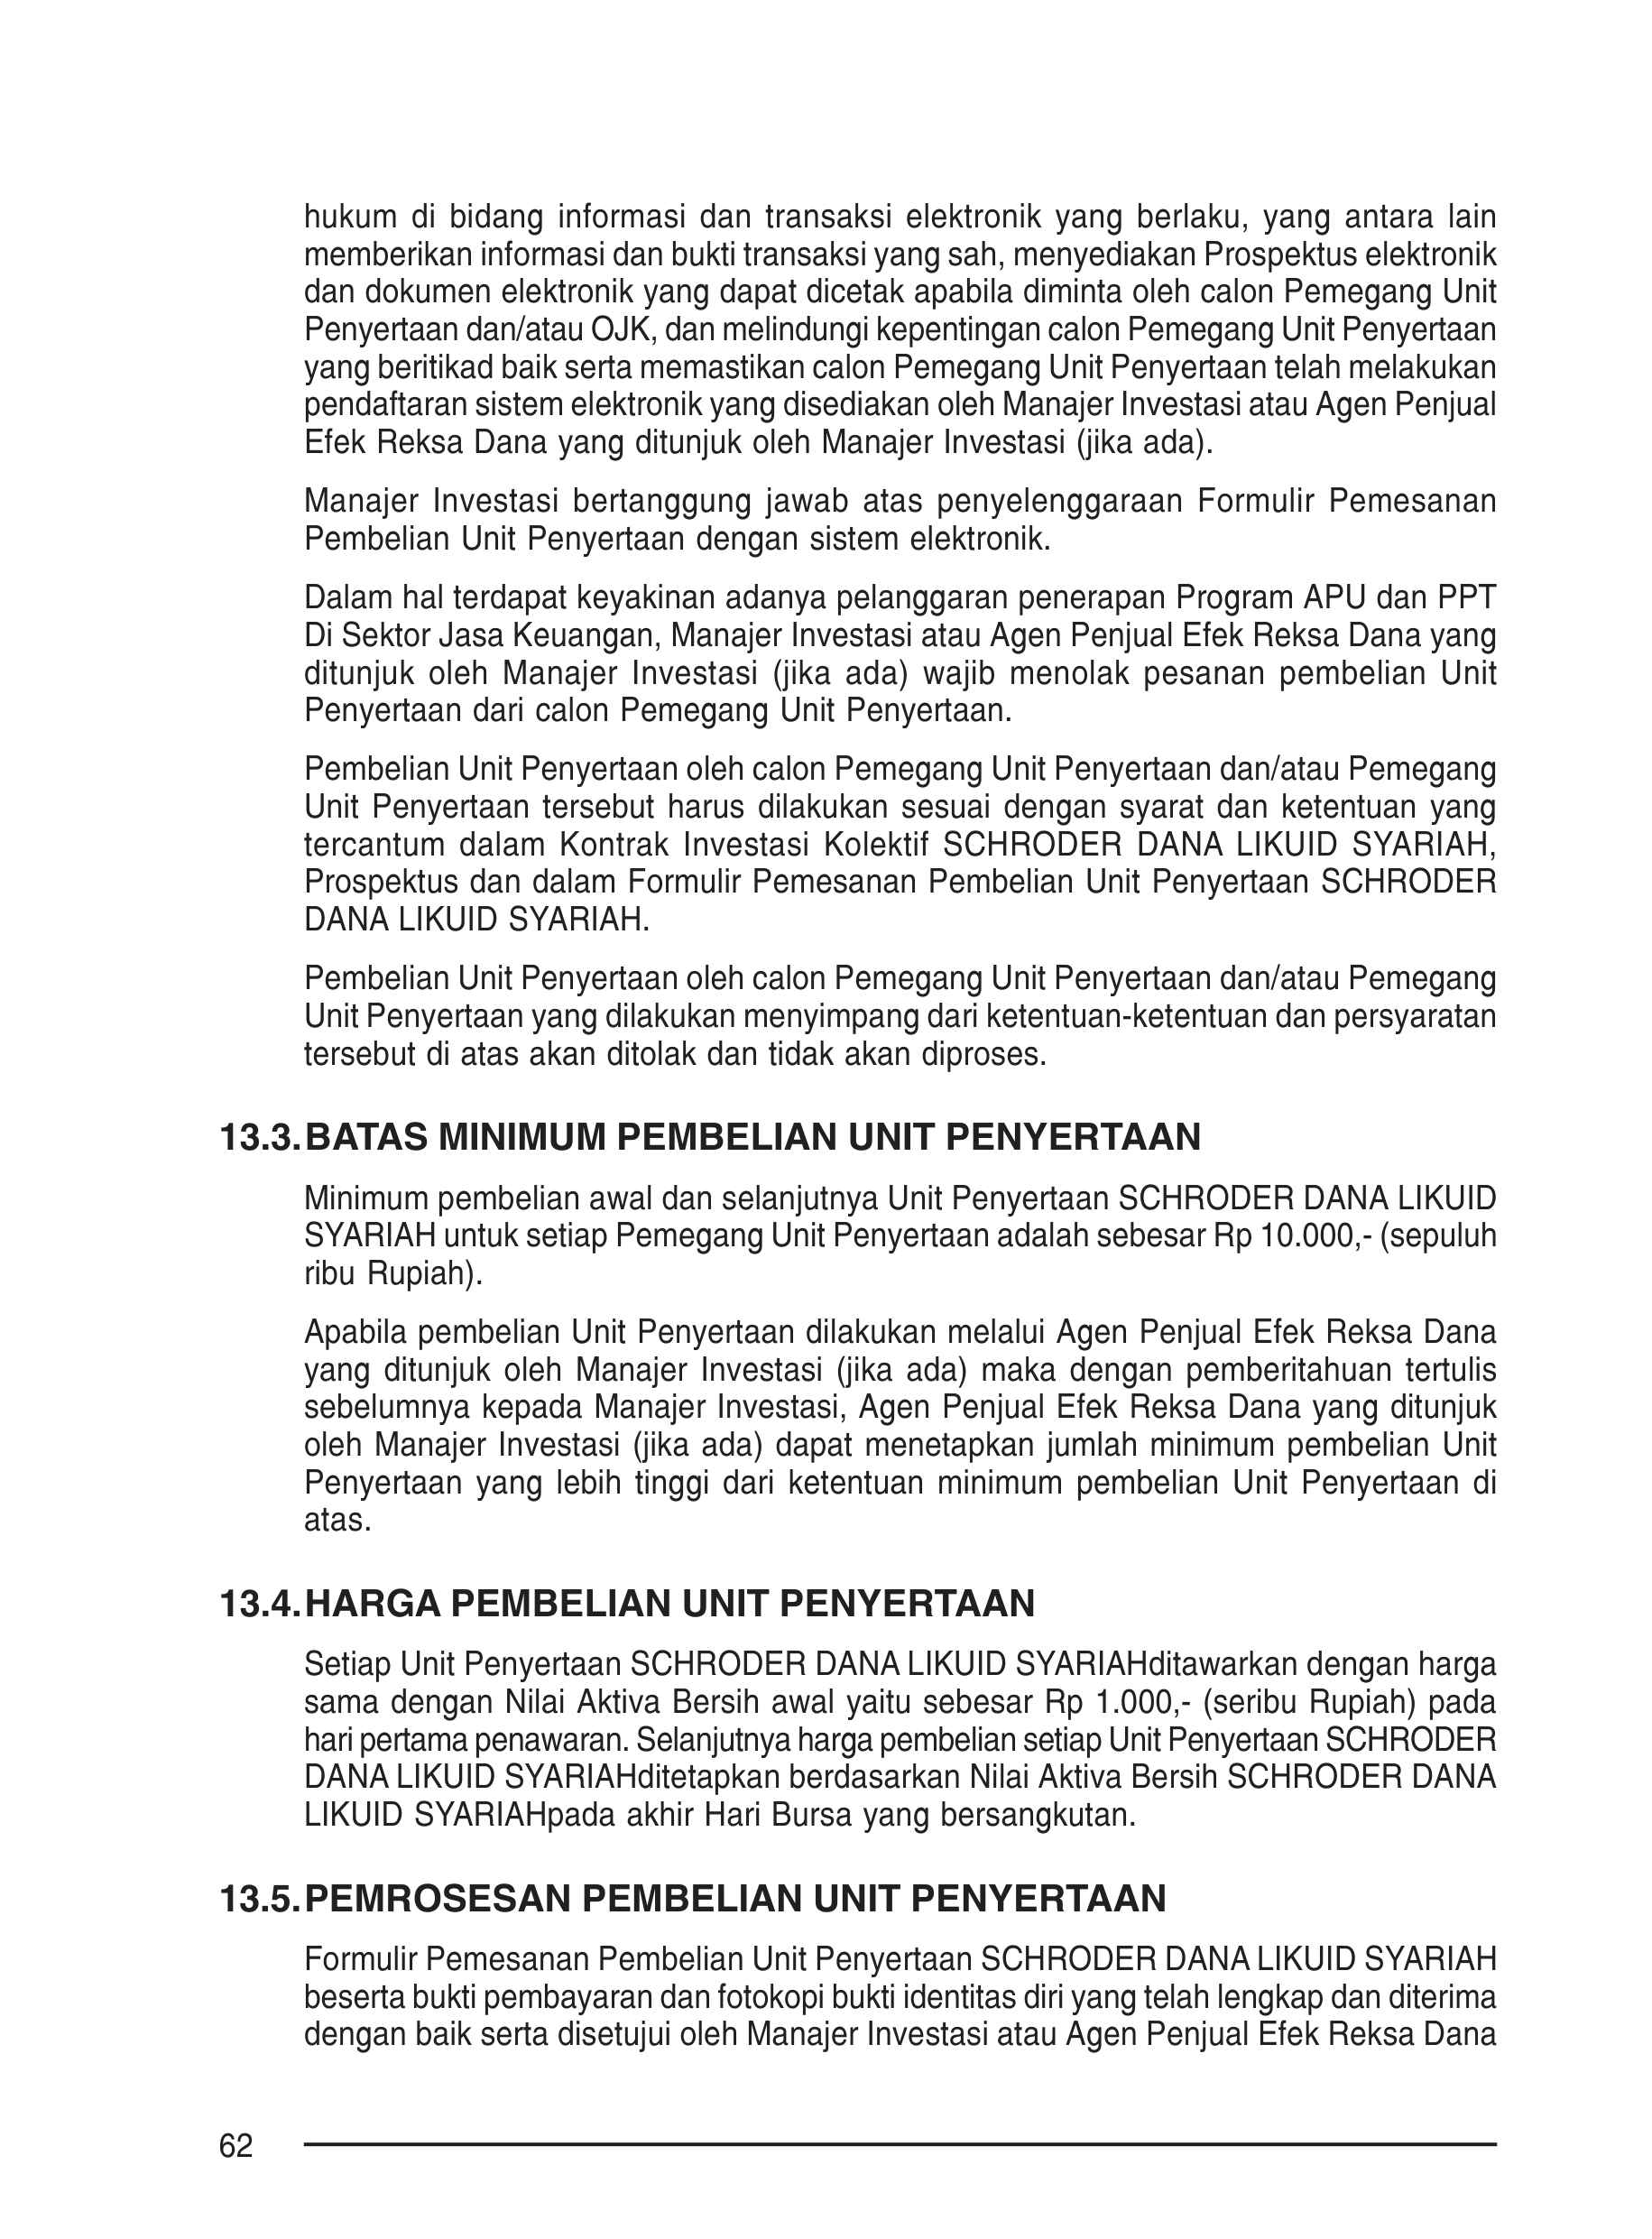 hukum di bidang informasi dan transaksi elektronik yang berlaku, yang antara lain
memberikan informasi dan bukti transaksi yang sah, menyediakan Prospektus elektronik
dan dokumen elektronik yang dapat dicetak apabila diminta oleh calon Pemegang Unit
Penyertaan dan/atau OJK, dan melindungi kepentingan calon Pemegang Unit Penyertaan
yang beritikad baik serta memastikan calon Pemegang Unit Penyertaan telah melakukan
pendaftaran sistem elektronik yang disediakan oleh Manajer Investasi atau Agen Penjual
Efek Reksa Dana yang ditunjuk oleh Manajer Investasi (jika ada).
Manajer Investasi bertanggung jawab atas penyelenggaraan Formulir Pemesanan
Pembelian Unit Penyertaan dengan sistem elektronik.
Dalam hal terdapat keyakinan adanya pelanggaran penerapan Program APU dan PPT
Di Sektor Jasa Keuangan, Manajer Investasi atau Agen Penjual Efek Reksa Dana yang
ditunjuk oleh Manajer Investasi (jika ada) wajib menolak pesanan pembelian Unit
Penyertaan dari calon Pemegang Unit Penyertaan.
Pembelian Unit Penyertaan oleh calon Pemegang Unit Penyertaan dan/atau Pemegang
Unit Penyertaan tersebut harus dilakukan sesuai dengan syarat dan ketentuan yang
tercantum dalam Kontrak Investasi Kolektif SCHRODER DANA LIKUID SYARIAH,
Prospektus dan dalam Formulir Pemesanan Pembelian Unit Penyertaan SCHRODER
DANA LIKUID SYARIAH.
Pembelian Unit Penyertaan oleh calon Pemegang Unit Penyertaan dan/atau Pemegang
Unit Penyertaan yang dilakukan menyimpang dari ketentuan-ketentuan dan persyaratan
tersebut di atas akan ditolak dan tidak akan diproses.
13.3. BATAS MINIMUM PEMBELIAN UNIT PENYERTAAN
Minimum pembelian awal dan selanjutnya Unit Penyertaan SCHRODER DANA LIKUID
SYARIAH untuk setiap Pemegang Unit Penyertaan adalah sebesar Rp 10.000,- (sepuluh
ribu Rupiah).
Apabila pembelian Unit Penyertaan dilakukan melalui Agen Penjual Efek Reksa Dana
yang ditunjuk oleh Manajer Investasi (jika ada) maka dengan pemberitahuan tertulis
sebelumnya kepada Manajer Investasi, Agen Penjual Efek Reksa Dana yang ditunjuk
oleh Manajer Investasi (jika ada) dapat menetapkan jumlah minimum pembelian Unit
Penyertaan yang lebih tinggi dari ketentuan minimum pembelian Unit Penyertaan di
atas.
13.4. HARGA PEMBELIAN UNIT PENYERTAAN
Setiap Unit Penyertaan SCHRODER DANA LIKUID SYARIAHditawarkan dengan harga
sama dengan Nilai Aktiva Bersih awal yaitu sebesar Rp 1.000,- (seribu Rupiah) pada
hari pertama penawaran. Selanjutnya harga pembelian setiap Unit Penyertaan SCHRODER
DANA LIKUID SYARIAHditetapkan berdasarkan Nilai Aktiva Bersih SCHRODER DANA
LIKUID SYARIAHpada akhir Hari Bursa yang bersangkutan.
13.5. PEMROSESAN PEMBELIAN UNIT PENYERTAAN
Formulir Pemesanan Pembelian Unit Penyertaan SCHRODER DANA LIKUID SYARIAH
beserta bukti pembayaran dan fotokopi bukti identitas diri yang telah lengkap dan diterima
dengan baik serta disetujui oleh Manajer Investasi atau Agen Penjual Efek Reksa Dana
62